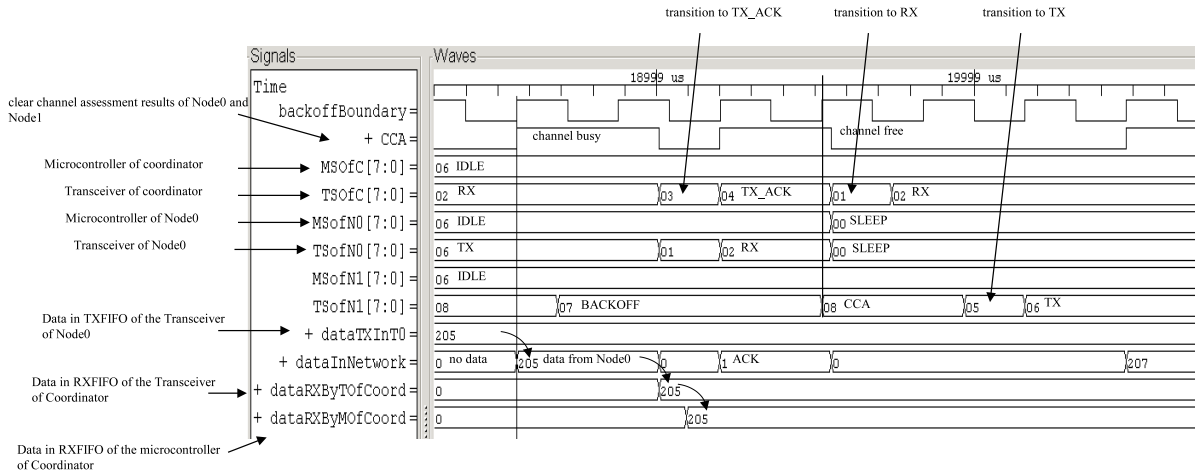 transition to TX_ACK
transition to RX
transition to TX
Signals
Waves
Time
18999 us
19999 us
clear channel assessment results of Node0 and
Node1
backoffBoundary=
+ CCA=
channel busy
channel free
Microcontroller of coordinator
MSOfC[7:0]=
06 IDLE
Transceiver of coordinator
TSOfC[7:0]=
02 RX
03
04 TX_ACK
01
02 RX
Microcontroller of Node0
MSofN0[7:0]=
06 IDLE
00 SLEEP
Transceiver of Node0
TSofN0[7:0]=
06 TX
01
02 RX
00 SLEEP
MSofN1[7:0]=
06 IDLE
TSofN1[7:0]=
08
07 BACKOFF
08 CCA
05
06 TX
Data in TXFIFO of the Transceiver
of Node0
+ dataTXInT0=
205
+ dataInNetwork=
0 no data
205 data from Node0
0
1 ACK
0
207
Data in RXFIFO of the Transceiver
of Coordinator
+ dataRXByTOfCoord=
0
205
+ dataRXByMOfCoord=
0
205
Data in RXFIFO of the microcontroller
of Coordinator